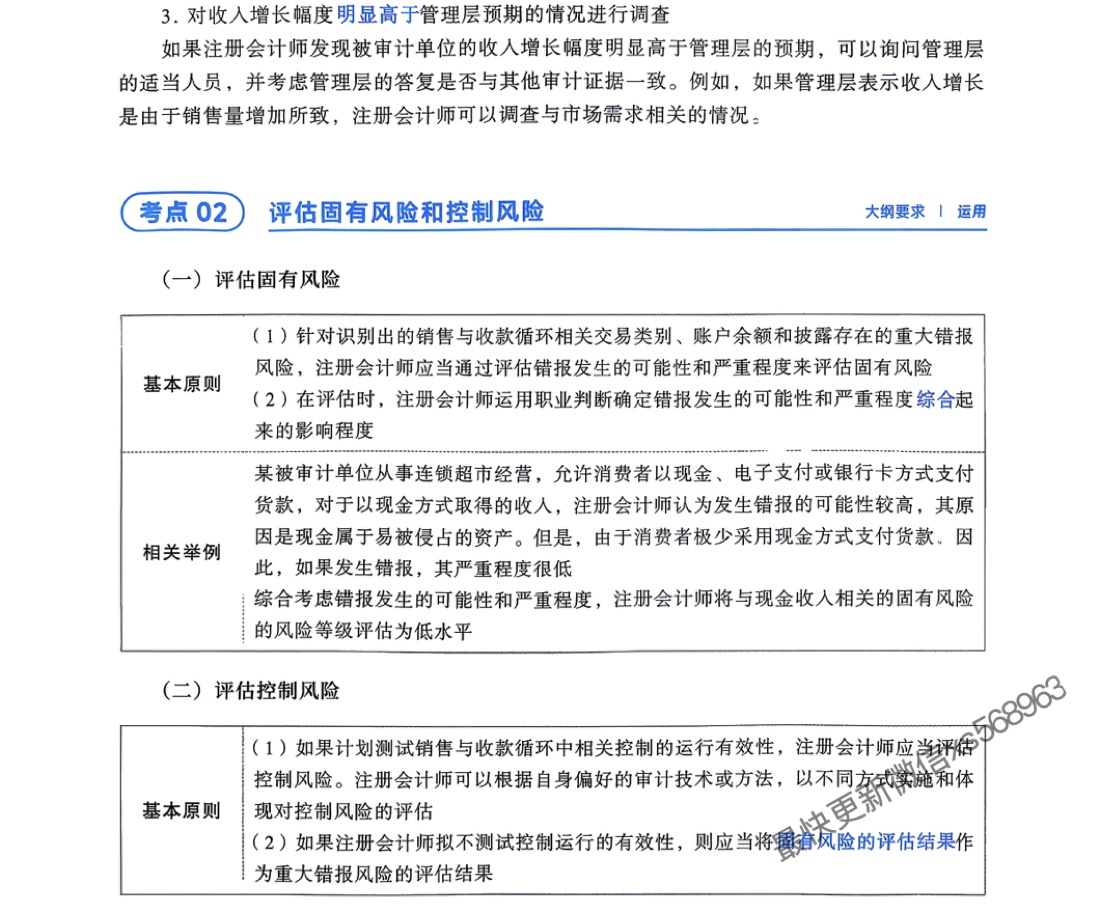 3. 对收入增长幅度明显高于管理层预期的情况进行调查
如果注册会计师发现被审计单位的收入增长幅度明显高于管理层的预期，可以询问管理层
的适当人员，并考虑管理层的答复是否与其他审计证据一致。例如，如果管理层表示收入增长
是由于销售量增加所致，注册会计师可以调查与市场需求相关的情况。
考点 02 评估固有风险和控制风险 大纲要求 | 运用
（一）评估固有风险
（1）针对识别出的销售与收款循环相关交易类别、账户余额和披露存在的重大错报
风险，注册会计师应当通过评估错报发生的可能性和严重程度来评估固有风险
基本原则
（2）在评估时，注册会计师运用职业判断确定错报发生的可能性和严重程度综合起
来的影响程度
某被审计单位从事连锁超市经营，允许消费者以现金、电子支付或银行卡方式支付
货款，对于以现金方式取得的收入，注册会计师认为发生错报的可能性较高，其原
因是现金属于易被侵占的资产。但是，由于消费者极少采用现金方式支付货款。因
相关举例
此，如果发生错报，其严重程度很低
综合考虑错报发生的可能性和严重程度，注册会计师将与现金收入相关的固有风险
的风险等级评估为低水平
（二）评估控制风险
（1）如果计划测试销售与收款循环中相关控制的运行有效性，注册会计师应当评估
控制风险。注册会计师可以根据自身偏好的审计技术或方法，以不同方式实施和体
基本原则
现对控制风险的评估
（2）如果注册会计师拟不测试控制运行的有效性，则应当将固有风险的评估结果作
为重大错报风险的评估结果
最快更新微信xs568963